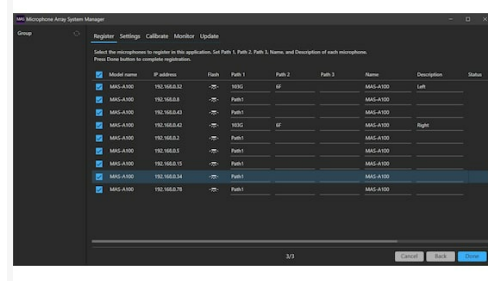 MAS Microphone Array System Manager
Group
Register Settings Calibrate Monitor Update
Select the microphones to register in this application. Set Path 1, Path 2, Path 3, Name, and Description of each microphone.
Press Done button to complete registration.
Model name IP address Flash Path 1 Path 2 Path 3 Name Description Status
MAS-A100 192.168.0.32 103G 6F MAS-A100 Left
MAS-A100 192.168.0.8 Path1 MAS-A100
MAS-A100 192.168.0.43 Path1 MAS-A100
MAS-A100 192.168.0.42 103G 6F MAS-A100 Right
MAS-A100 192.168.0.2 Path1 MAS-A100
MAS-A100 192.168.0.5 Path1 MAS-A100
MAS-A100 192.168.0.15 Path1 MAS-A100
MAS-A100 192.168.0.34 Path1 MAS-A100
MAS-A100 192.168.0.78 Path1 MAS-A100
3/3
Cancel Back Done